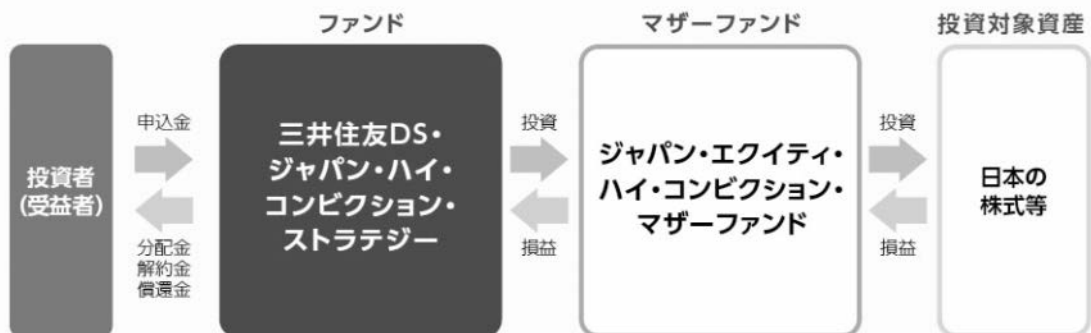 ファンド
マザーファンド
投資対象資産
投資者
(受益者)
申込金
分配金
解約金
償還金
三井住友DS・
ジャパン・ハイ・
コンビクション・
ストラテジー
投資
損益
ジャパン・エクイティ・
ハイ・コンビクション・
マザーファンド
投資
損益
日本の
株式等